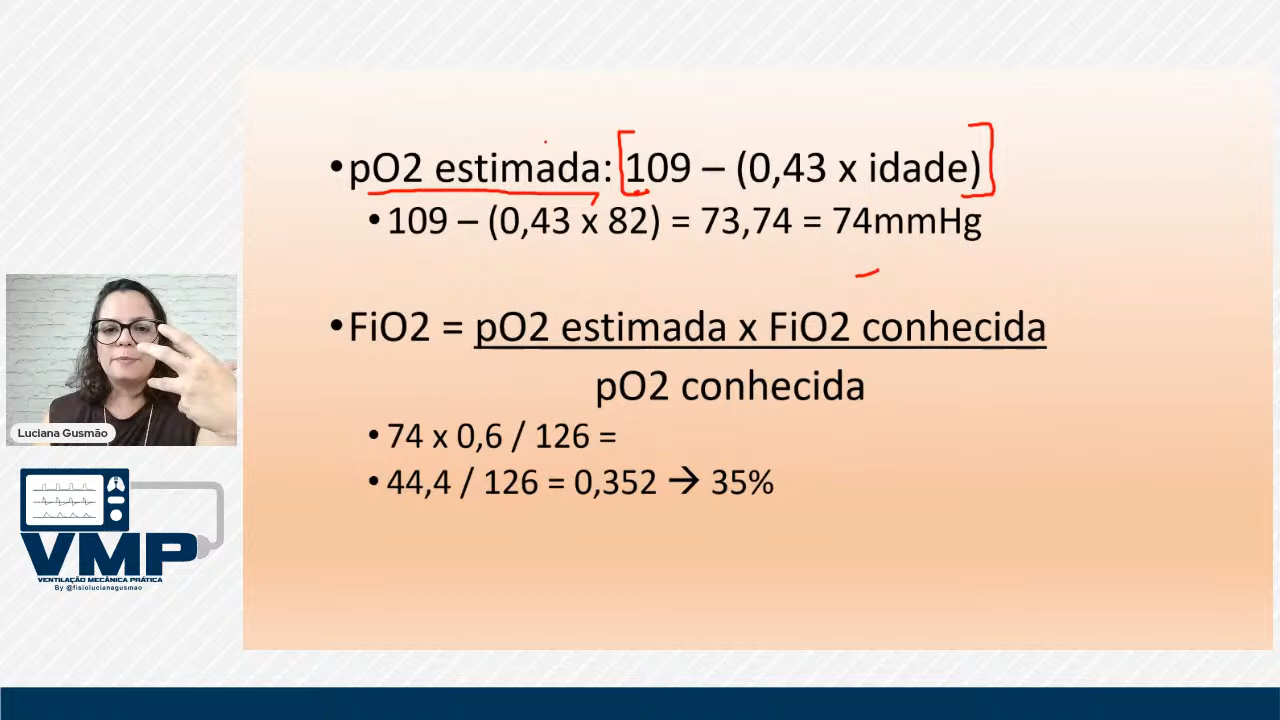 •pO2 estimada: [109 – (0,43 x idade)]
•109 – (0,43 x 82) = 73,74 = 74mmHg
•FiO2 = pO2 estimada x FiO2 conhecida
pO2 conhecida
•74 x 0,6 / 126 =
•44,4 / 126 = 0,352 → 35%
Luciana Gusmão
VMP
VENTILAÇÃO MECÂNICA PRÁTICA
By @fisiolucianagusmao